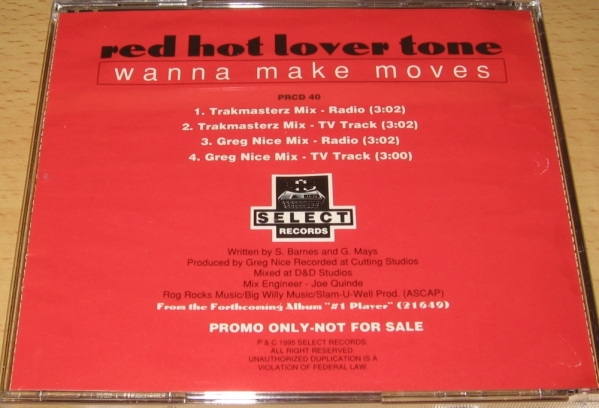 red hot lover tone
wanna make moves
PRCD 40
1. Trakmasterz Mix - Radio (3:02)
2. Trakmasterz Mix - TV Track (3:02)
3. Greg Nice Mix - Radio (3:02)
4. Greg Nice Mix - TV Track (3:00)
SELECT
RECORDS
Written by S. Barnes and G. Mays
Produced by Greg Nice Recorded at Cutting Studios
Mixed at D&D Studios
Mix Engineer - Joe Quinde
Rog Rocks Music/Big Willy Music/Slam-U-Well Prod. (ASCAP)
From the Forthcoming Album "#1 Player" (21649)
PROMO ONLY-NOT FOR SALE
P & C 1995 SELECT RECORDS.
ALL RIGHT RESERVED.
UNAUTHORIZED DUPLICATION IS A
VIOLATION OF FEDERAL LAW.